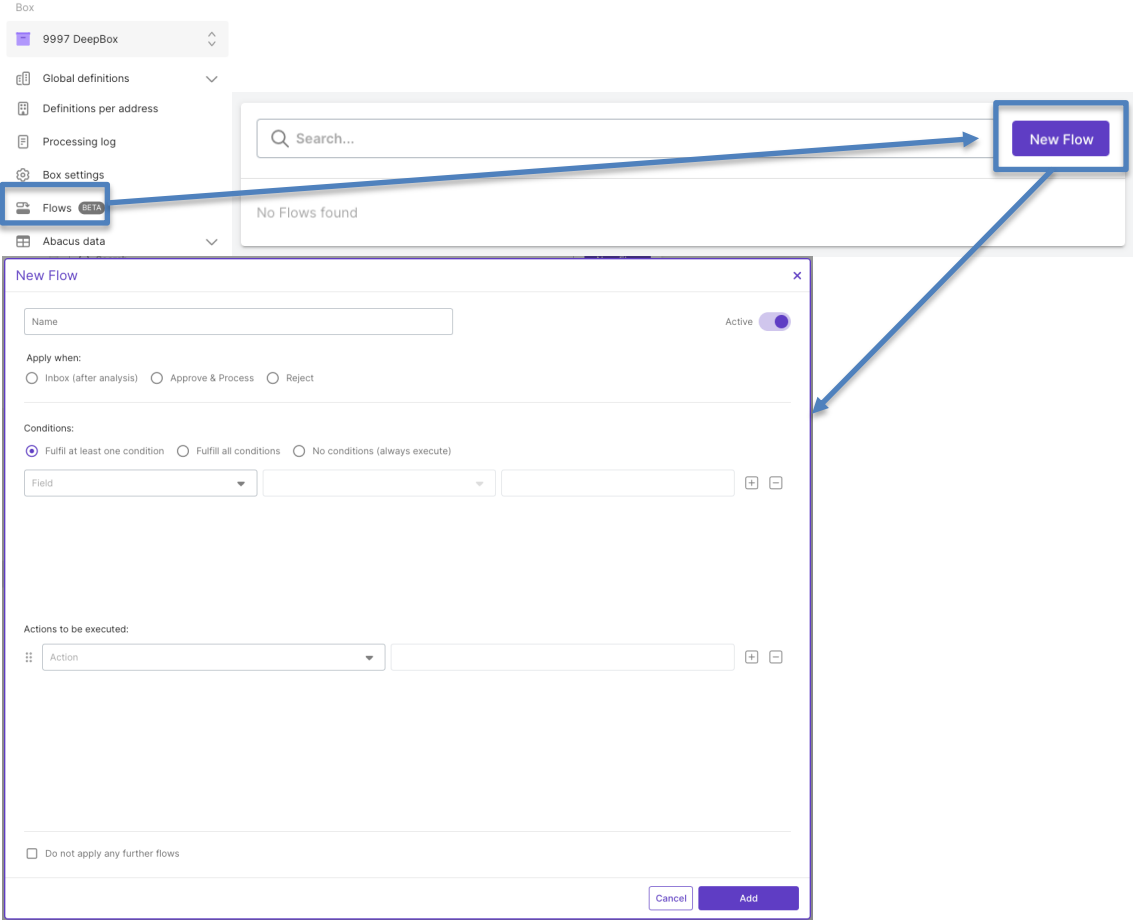 Box
9997 DeepBox
Global definitions
Definitions per address
Processing log
Box settings
Flows BETA
Abacus data
Search...
New Flow
No Flows found
New Flow
Name
Active
Apply when:
Inbox (after analysis) Approve & Process Reject
Conditions:
Fulfil at least one condition Fulfill all conditions No conditions (always execute)
Field
Actions to be executed:
Action
Do not apply any further flows
Cancel Add